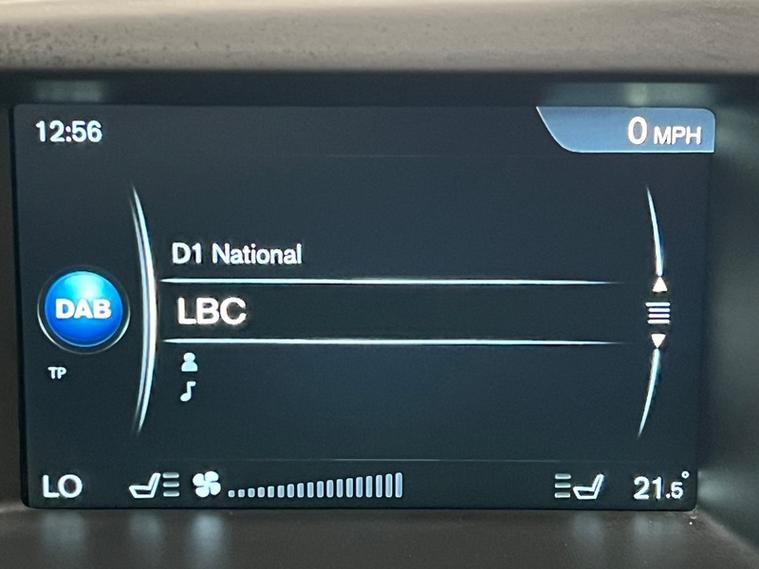 12:56
0 MPH
D1 National
DAB
LBC
TP
LO
21.5°